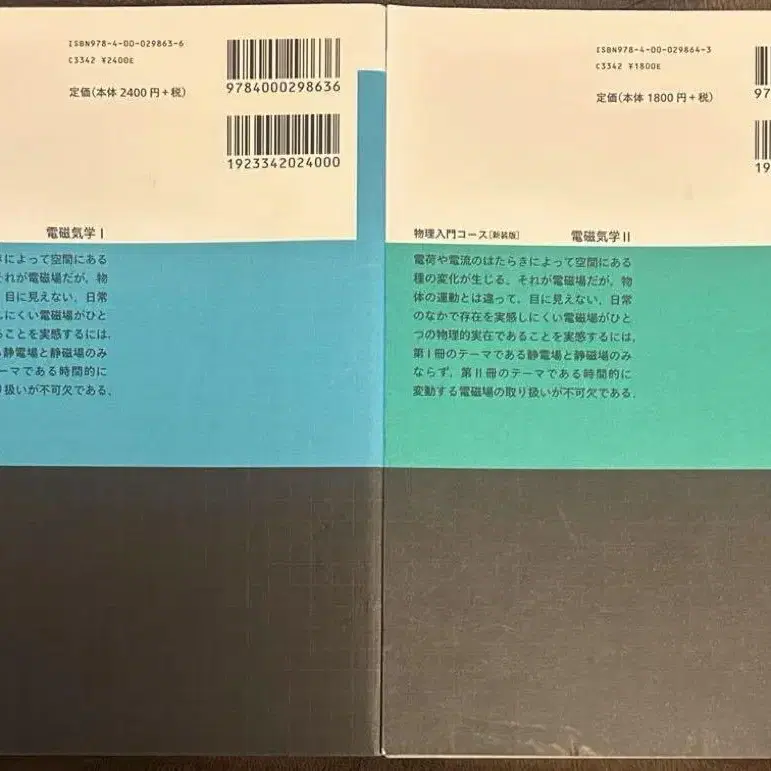 ISBN978-4-00-029863-6
C3342 ¥2400E
定価(本体 2400 円+税)
9784000298636
1923342024000
電磁気学 I
によって空間にある
それが電磁場だが,
目に見えない. 日常
しにくい電磁場がひと
ることを実感するには,
静電場と静磁場のみ
ーマである時間的に
り扱いが不可欠である.
ISBN978-4-00-029864-3
C3342 ¥1800E
定価(本体 1800 円+税)
97
19
物理入門コース[新装版] 電磁気学 II
電荷や電流のはたらきによって空間にある
種の変化が生じる. それが電磁場だが, 物
体の運動とは違って, 目に見えない. 日常
のなかで存在を実感しにくい電磁場がひと
つの物理的実在であることを実感するには,
第 I 冊のテーマである静電場と静磁場のみ
ならず, 第 II 冊のテーマである時間的に
変動する電磁場の取り扱いが不可欠である.